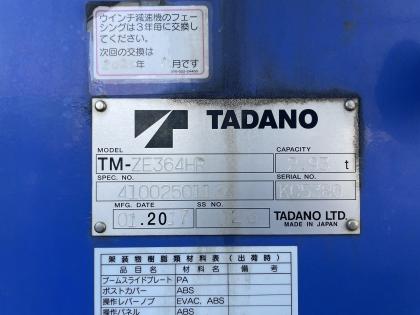 ウインチ減速機のフェー
シングは3年毎に交換し
てください。
次回の交換は
年 月です
TADANO
MODEL CAPACITY
TM-ZE364HR 2.93 t
SPEC. NO. SERIAL NO.
MFG. DATE SS NO.
01.2017
TADANO LTD.
MADE IN JAPAN
架装物樹脂類材料表(出荷時)
品目名 材料名 備考
ブームスライドプレート PA
ポストカバー ABS
操作レバーノブ EVAC, ABS
操作パネル ABS